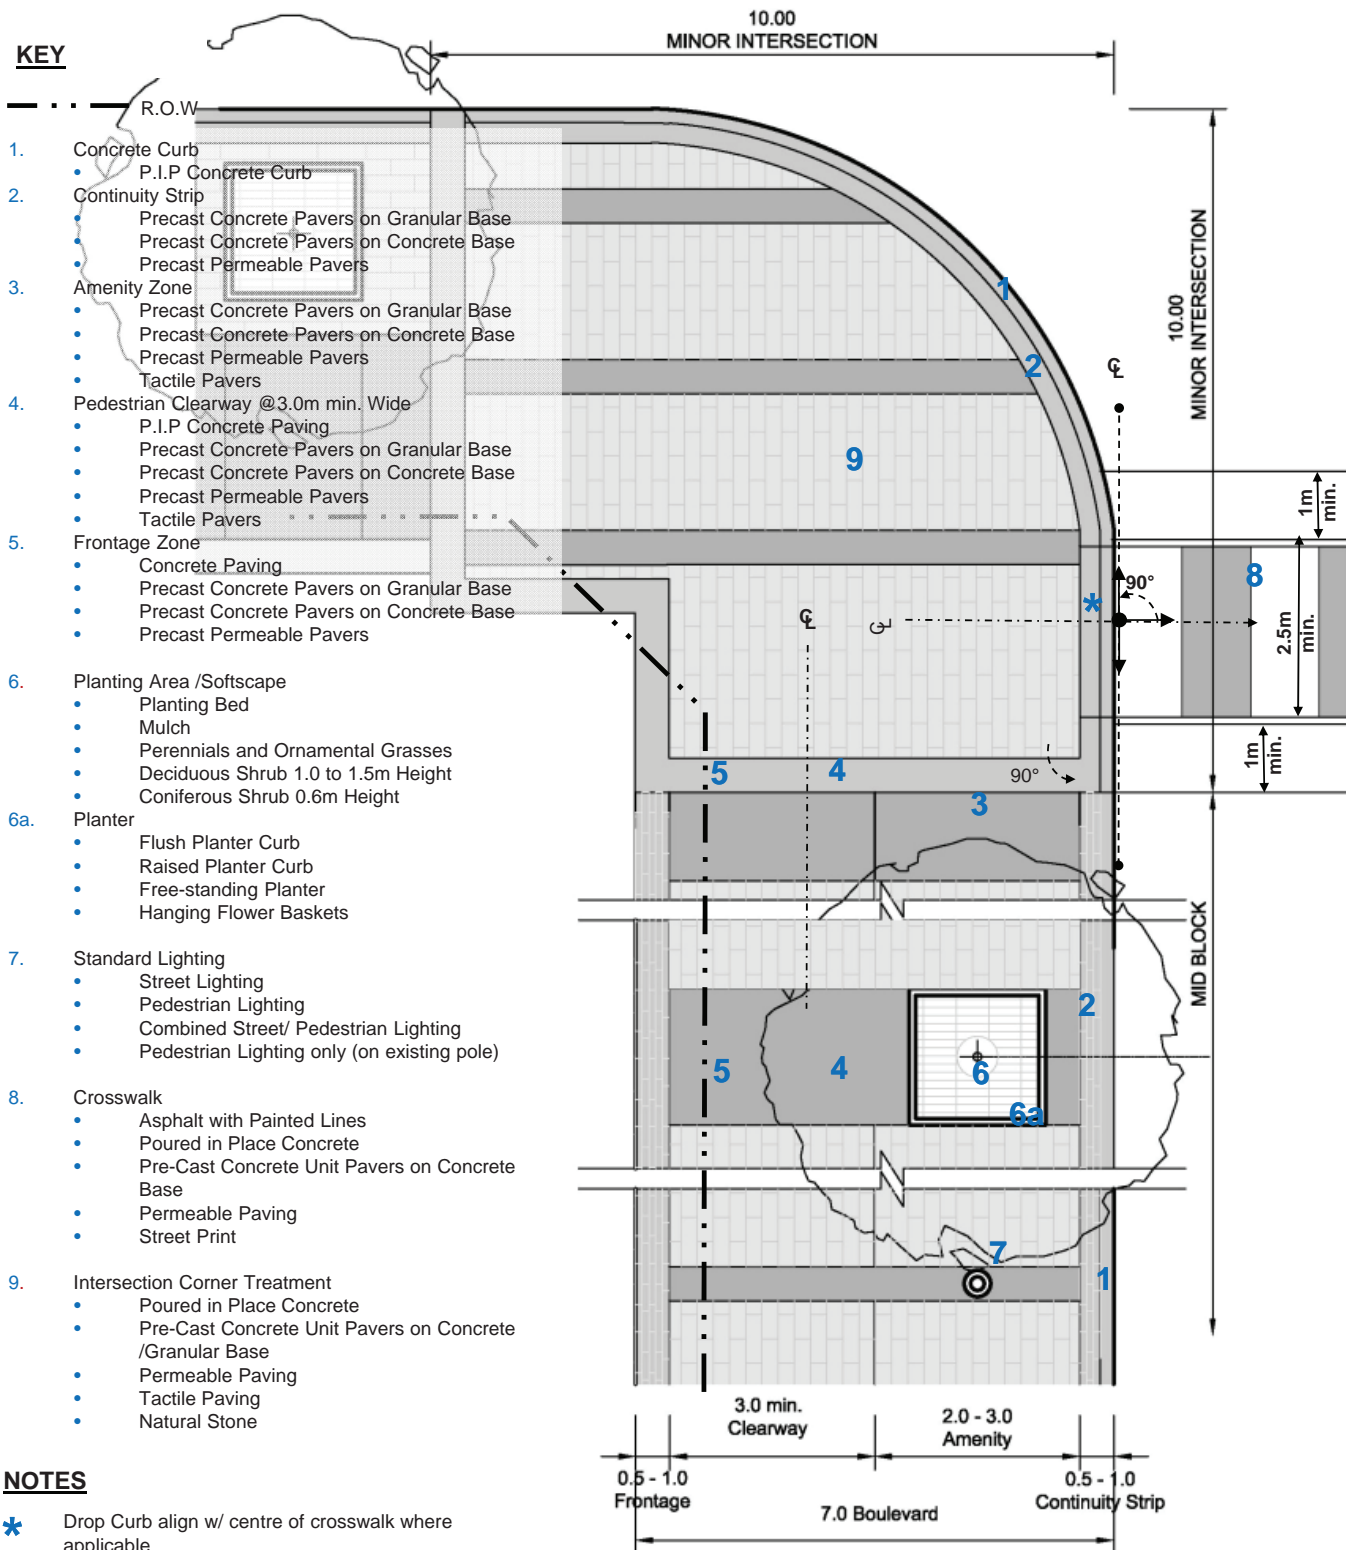 KEY
R.O.W
1. Concrete Curb
• P.I.P Concrete Curb
2. Continuity Strip
• Precast Concrete Pavers on Granular Base
• Precast Concrete Pavers on Concrete Base
• Precast Permeable Pavers
3. Amenity Zone
• Precast Concrete Pavers on Granular Base
• Precast Concrete Pavers on Concrete Base
• Precast Permeable Pavers
• Tactile Pavers
4. Pedestrian Clearway @3.0m min. Wide
• P.I.P Concrete Paving
• Precast Concrete Pavers on Granular Base
• Precast Concrete Pavers on Concrete Base
• Precast Permeable Pavers
• Tactile Pavers
5. Frontage Zone
• Concrete Paving
• Precast Concrete Pavers on Granular Base
• Precast Concrete Pavers on Concrete Base
• Precast Permeable Pavers
6. Planting Area /Softscape
• Planting Bed
• Mulch
• Perennials and Ornamental Grasses
• Deciduous Shrub 1.0 to 1.5m Height
• Coniferous Shrub 0.6m Height
6a. Planter
• Flush Planter Curb
• Raised Planter Curb
• Free-standing Planter
• Hanging Flower Baskets
7. Standard Lighting
• Street Lighting
• Pedestrian Lighting
• Combined Street/ Pedestrian Lighting
• Pedestrian Lighting only (on existing pole)
8. Crosswalk
• Asphalt with Painted Lines
• Poured in Place Concrete
• Pre-Cast Concrete Unit Pavers on Concrete
Base
• Permeable Paving
• Street Print
9. Intersection Corner Treatment
• Poured in Place Concrete
• Pre-Cast Concrete Unit Pavers on Concrete
/Granular Base
• Permeable Paving
• Tactile Paving
• Natural Stone
NOTES
* Drop Curb align w/ centre of crosswalk where
applicable
10.00
MINOR INTERSECTION
10.00
MINOR INTERSECTION
1
2
℄
9
1m
min.
8
90°
*
2.5m
min.
℄
℄
1m
min.
5
4
90°
3
MID BLOCK
2
5
4
6
6a
7
1
3.0 min.
Clearway
2.0 - 3.0
Amenity
0.5 - 1.0
Frontage
0.5 - 1.0
Continuity Strip
7.0 Boulevard